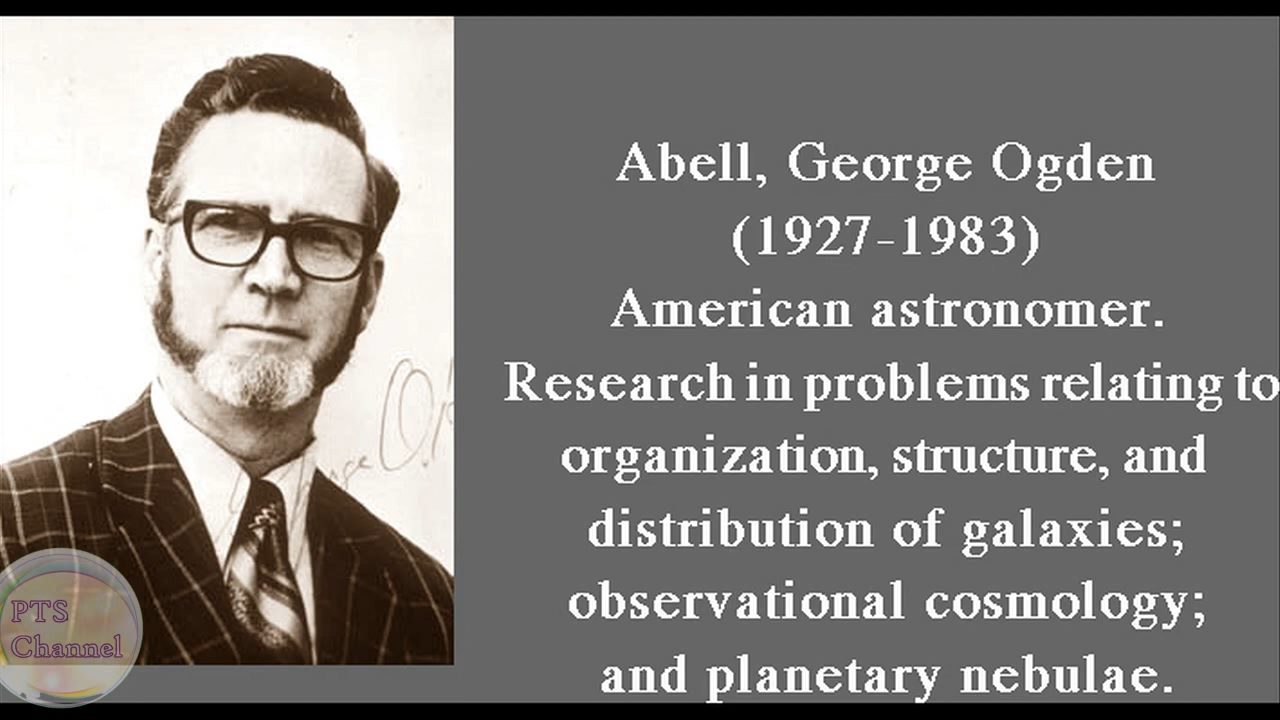 Abell, George Ogden
(1927-1983)
American astronomer.
Research in problems relating to
organization, structure, and
distribution of galaxies;
observational cosmology;
and planetary nebulae.
PTS
Channel